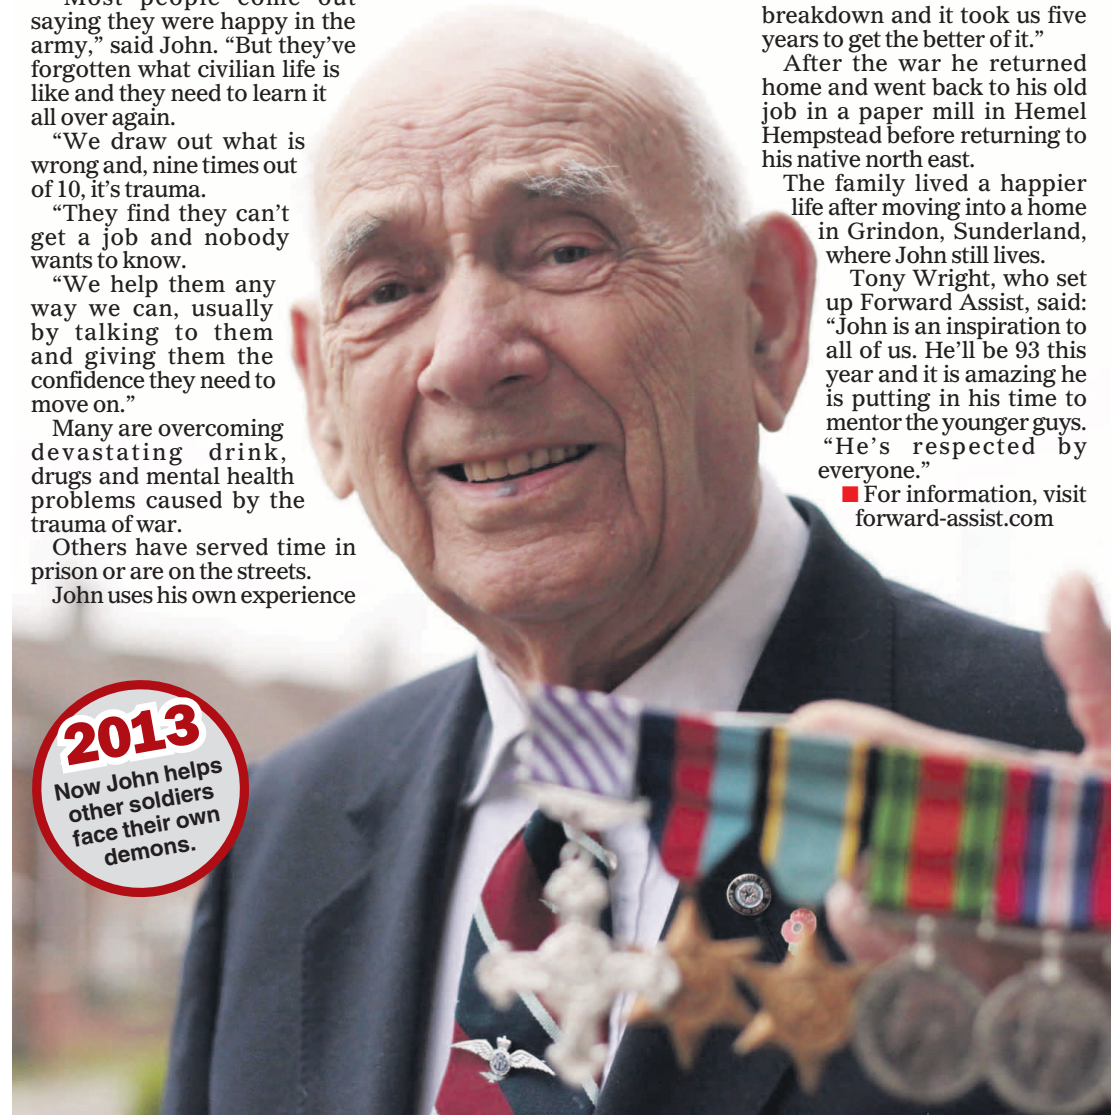 "Most people come out
saying they were happy in the
army," said John. "But they've
forgotten what civilian life is
like and they need to learn it
all over again.
"We draw out what is
wrong and, nine times out
of 10, it's trauma.
"They find they can't
get a job and nobody
wants to know.
"We help them any
way we can, usually
by talking to them
and giving them the
confidence they need to
move on."
Many are overcoming
devastating drink,
drugs and mental health
problems caused by the
trauma of war.
Others have served time in
prison or are on the streets.
John uses his own experience
breakdown and it took us five
years to get the better of it."
After the war he returned
home and went back to his old
job in a paper mill in Hemel
Hempstead before returning to
his native north east.
The family lived a happier
life after moving into a home
in Grindon, Sunderland,
where John still lives.
Tony Wright, who set
up Forward Assist, said:
"John is an inspiration to
all of us. He'll be 93 this
year and it is amazing he
is putting in his time to
mentor the younger guys.
"He's respected by
everyone."
■ For information, visit
forward-assist.com
2013
Now John helps
other soldiers
face their own
demons.